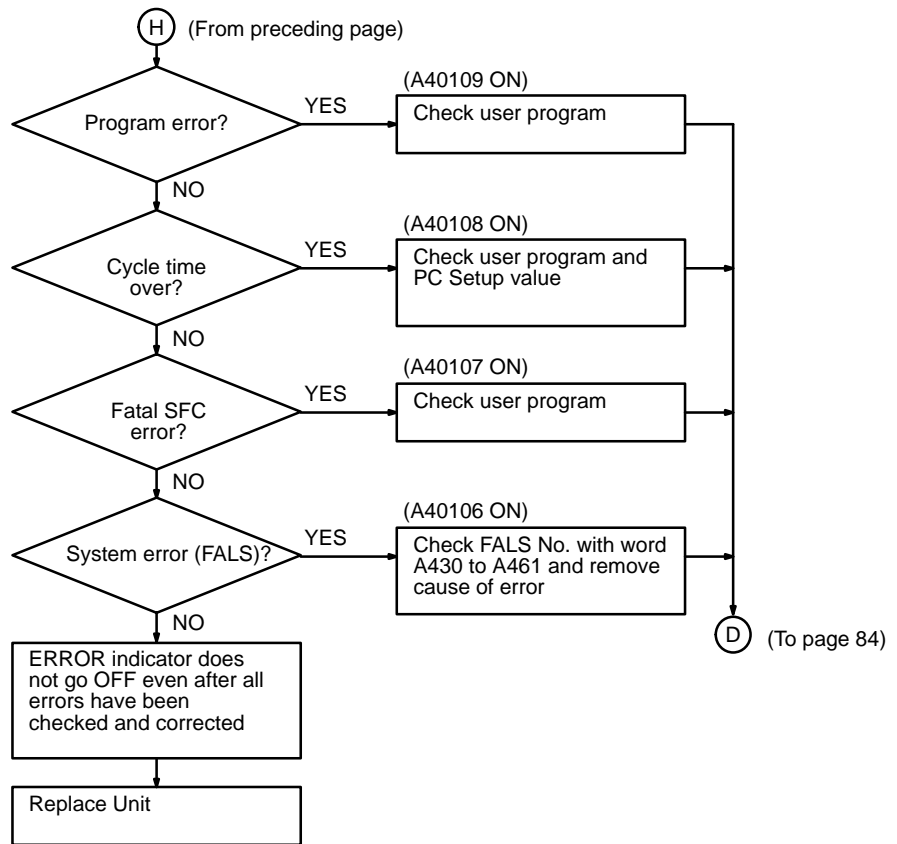 H (From preceding page)
(A40109 ON)
Program error?
YES
Check user program
NO
(A40108 ON)
Cycle time
over?
YES
Check user program and
PC Setup value
NO
(A40107 ON)
Fatal SFC
error?
YES
Check user program
NO
(A40106 ON)
System error (FALS)?
YES
Check FALS No. with word
A430 to A461 and remove
cause of error
NO
D (To page 84)
ERROR indicator does
not go OFF even after all
errors have been
checked and corrected
Replace Unit